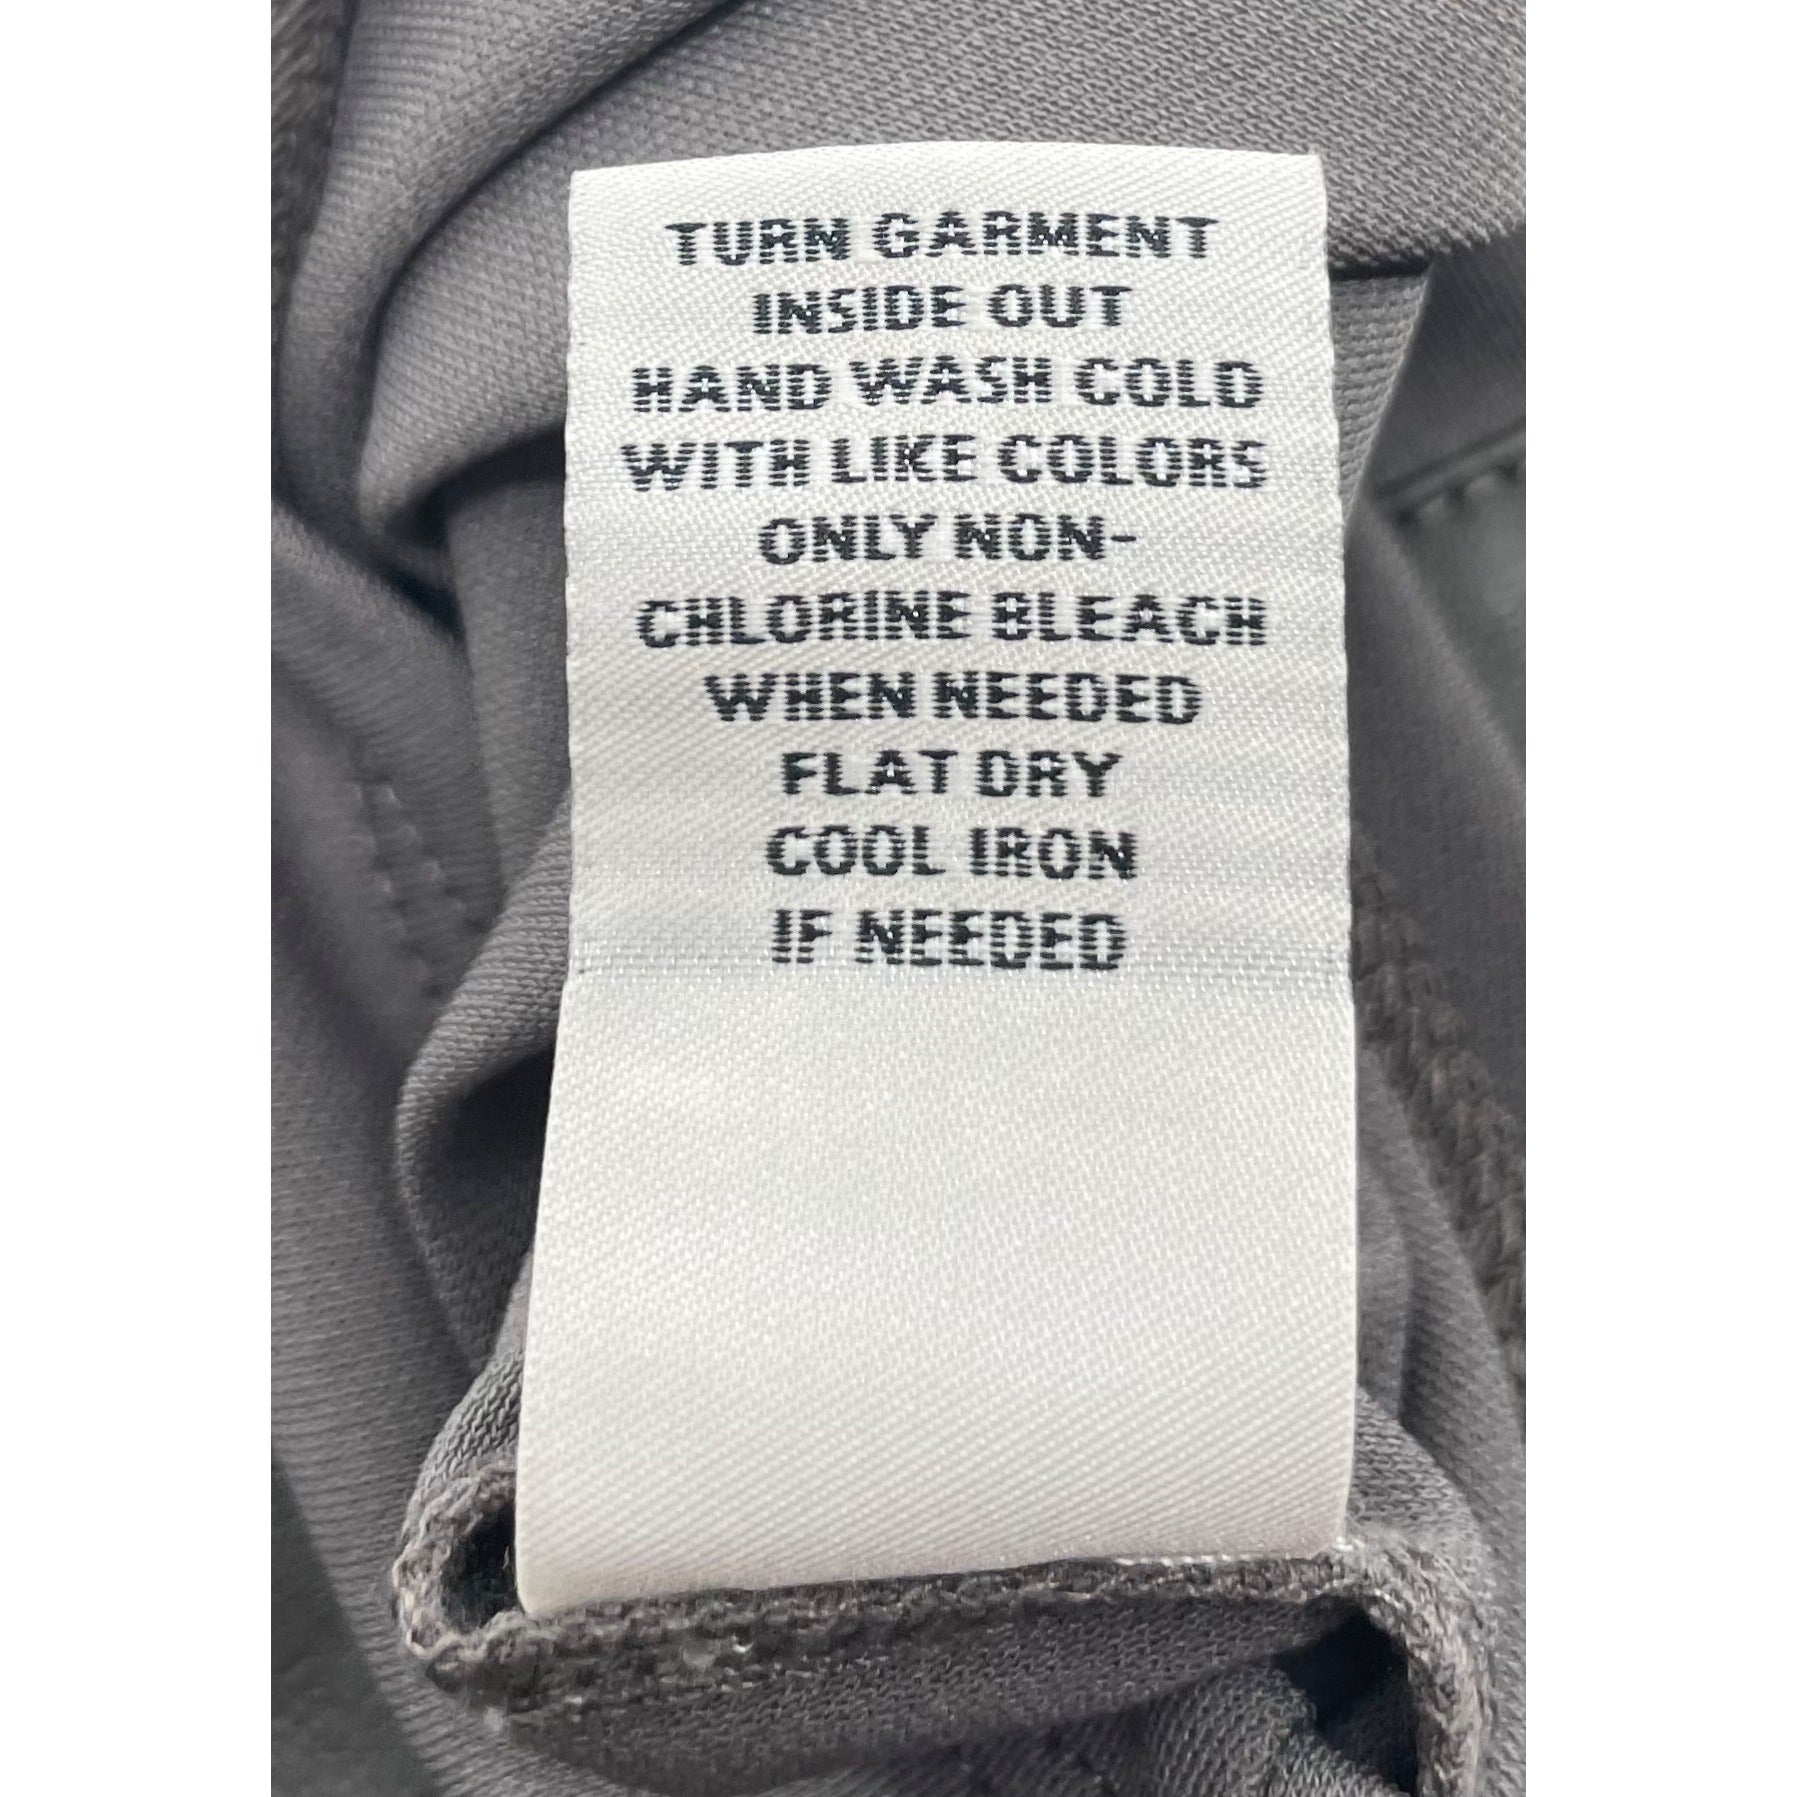 TURN GARMENT
INSIDE OUT
HAND WASH COLD
WITH LIKE COLORS
ONLY NON-
CHLORINE BLEACH
WHEN NEEDED
FLAT DRY
COOL IRON
IF NEEDED